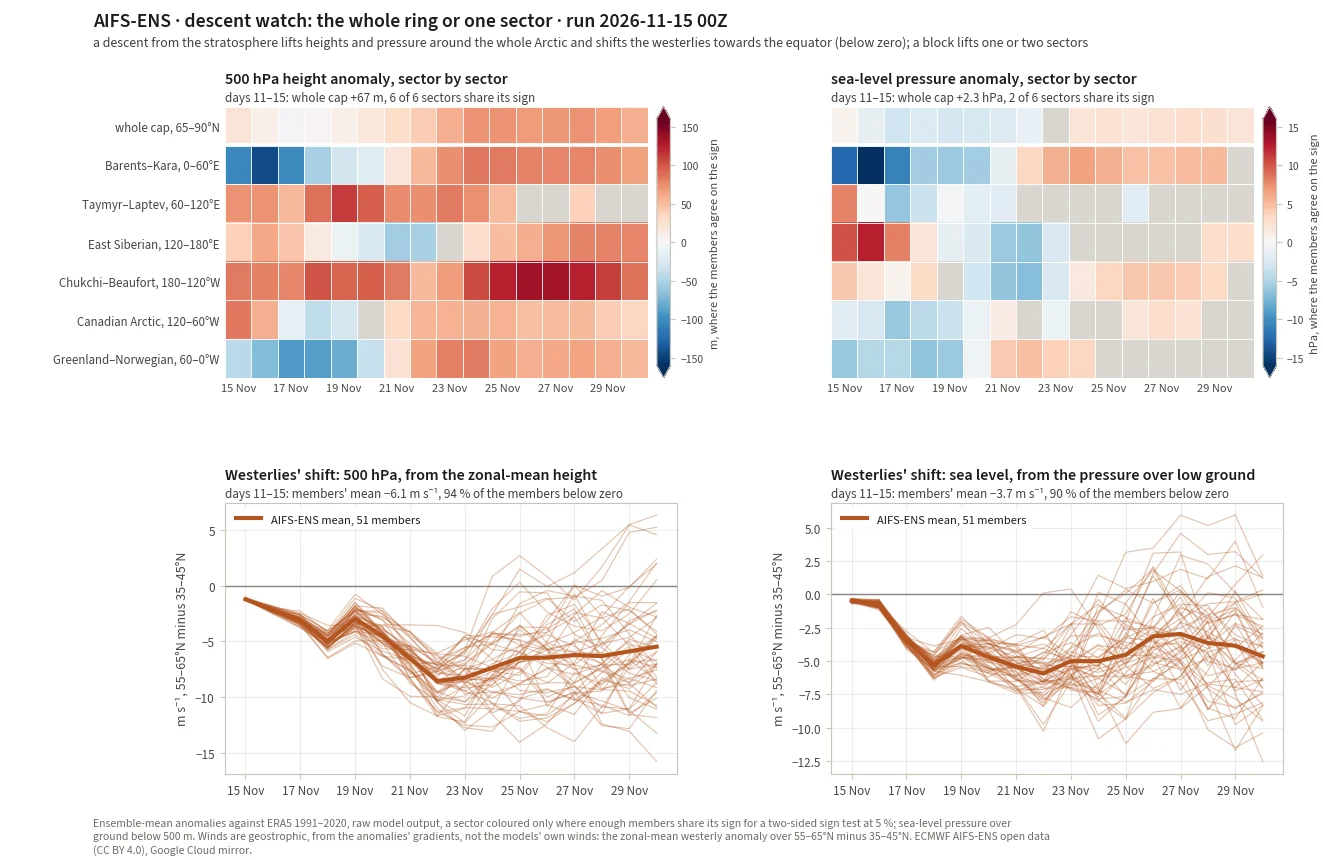 AIFS-ENS · descent watch: the whole ring or one sector · run 2026-11-15 00Z
a descent from the stratosphere lifts heights and pressure around the whole Arctic and shifts the westerlies towards the equator (below zero); a block lifts one or two sectors
500 hPa height anomaly, sector by sector
days 11–15: whole cap +67 m, 6 of 6 sectors share its sign
whole cap, 65–90°N
Barents–Kara, 0–60°E
Taymyr–Laptev, 60–120°E
East Siberian, 120–180°E
Chukchi–Beaufort, 180–120°W
Canadian Arctic, 120–60°W
Greenland–Norwegian, 60–0°W
15 Nov 17 Nov 19 Nov 21 Nov 23 Nov 25 Nov 27 Nov 29 Nov
150
100
50
0
−50
−100
−150
m, where the members agree on the sign
sea-level pressure anomaly, sector by sector
days 11–15: whole cap +2.3 hPa, 2 of 6 sectors share its sign
15 Nov 17 Nov 19 Nov 21 Nov 23 Nov 25 Nov 27 Nov 29 Nov
15
10
5
0
−5
−10
−15
hPa, where the members agree on the sign
Westerlies' shift: 500 hPa, from the zonal-mean height
days 11–15: members' mean −6.1 m s⁻¹, 94 % of the members below zero
AIFS-ENS mean, 51 members
m s⁻¹, 55–65°N minus 35–45°N
5
0
−5
−10
−15
15 Nov 17 Nov 19 Nov 21 Nov 23 Nov 25 Nov 27 Nov 29 Nov
Westerlies' shift: sea level, from the pressure over low ground
days 11–15: members' mean −3.7 m s⁻¹, 90 % of the members below zero
AIFS-ENS mean, 51 members
m s⁻¹, 55–65°N minus 35–45°N
5.0
2.5
0.0
−2.5
−5.0
−7.5
−10.0
−12.5
15 Nov 17 Nov 19 Nov 21 Nov 23 Nov 25 Nov 27 Nov 29 Nov
Ensemble-mean anomalies against ERA5 1991–2020, raw model output, a sector coloured only where enough members share its sign for a two-sided sign test at 5 %; sea-level pressure over
ground below 500 m. Winds are geostrophic, from the anomalies' gradients, not the models' own winds: the zonal-mean westerly anomaly over 55–65°N minus 35–45°N. ECMWF AIFS-ENS open data
(CC BY 4.0), Google Cloud mirror.